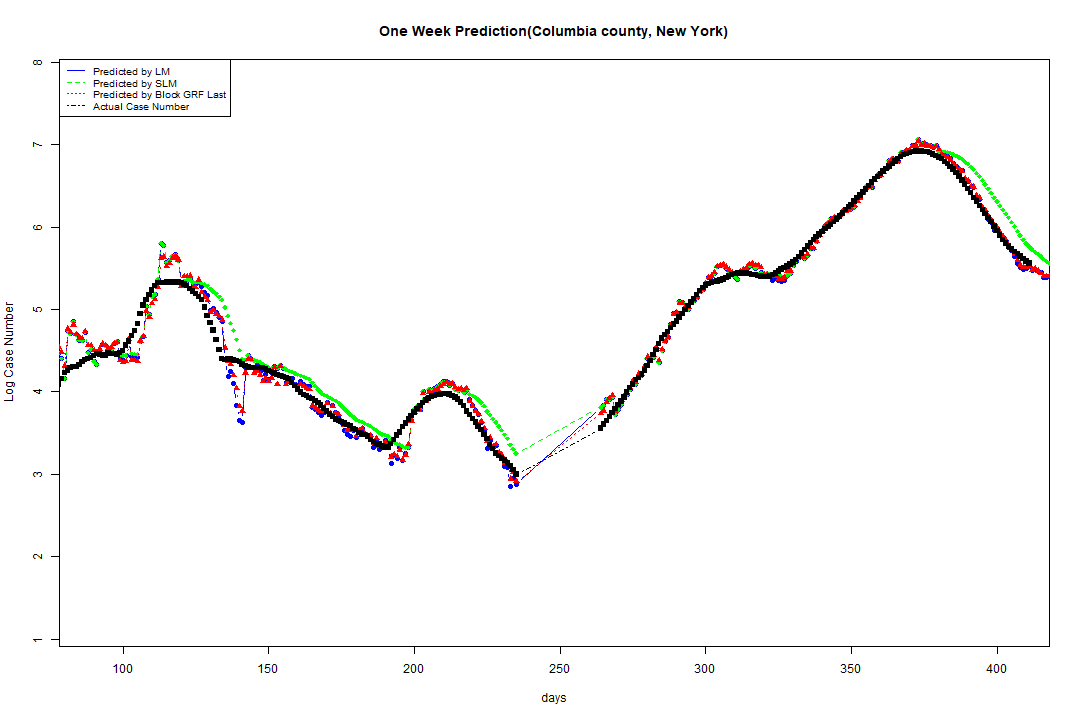 One Week Prediction(Columbia county, New York)
Predicted by LM
Predicted by SLM
Predicted by Block GRF Last
Actual Case Number
Log Case Number
8
7
6
5
4
3
2
1
100 150 200 250 300 350 400
days